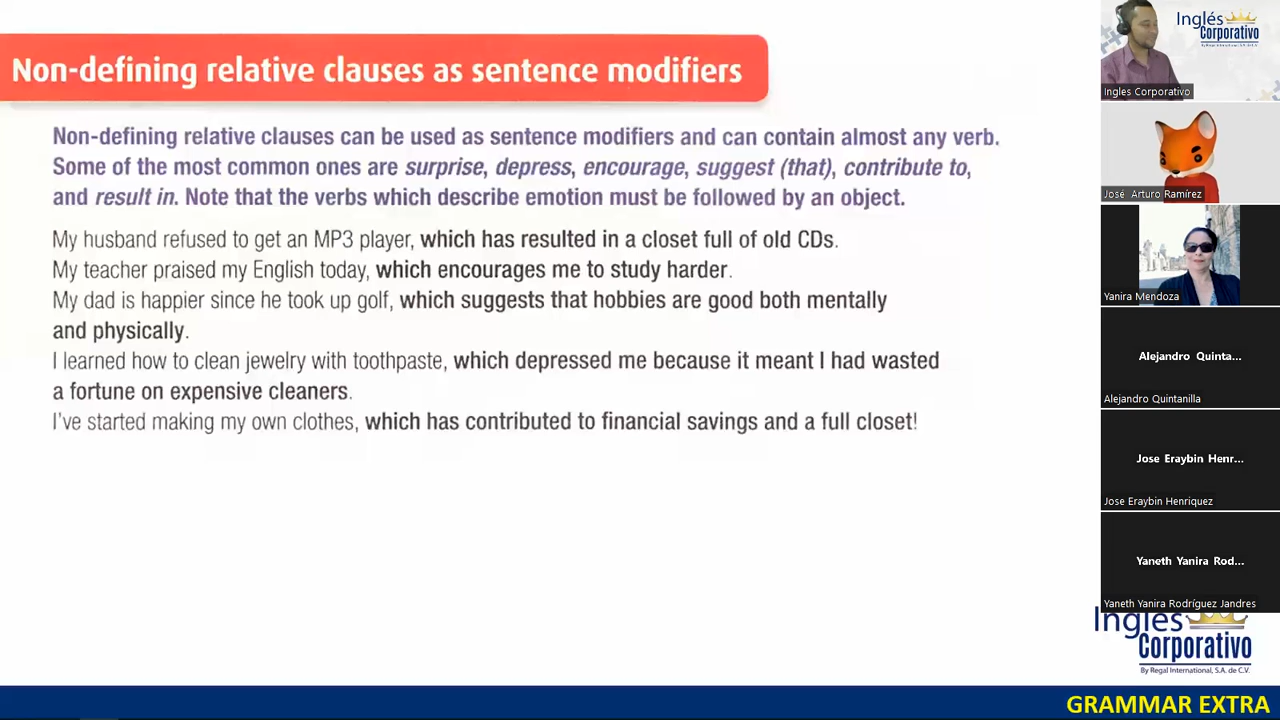 Non-defining relative clauses as sentence modifiers
Non-defining relative clauses can be used as sentence modifiers and can contain almost any verb.
Some of the most common ones are surprise, depress, encourage, suggest (that), contribute to,
and result in. Note that the verbs which describe emotion must be followed by an object.
My husband refused to get an MP3 player, which has resulted in a closet full of old CDs.
My teacher praised my English today, which encourages me to study harder.
My dad is happier since he took up golf, which suggests that hobbies are good both mentally
and physically.
I learned how to clean jewelry with toothpaste, which depressed me because it meant I had wasted
a fortune on expensive cleaners.
I've started making my own clothes, which has contributed to financial savings and a full closet!
Inglés
Corporativo
By Regal International, S.A. de C.V.
Ingles Corporativo
José Arturo Ramírez
Yanira Mendoza
Alejandro Quinta...
Alejandro Quintanilla
Jose Eraybin Henr...
Jose Eraybin Henriquez
Yaneth Yanira Rod...
Yaneth Yanira Rodríguez Jandres
Inglés
Corporativo
By Regal International, S.A. de C.V.
GRAMMAR EXTRA